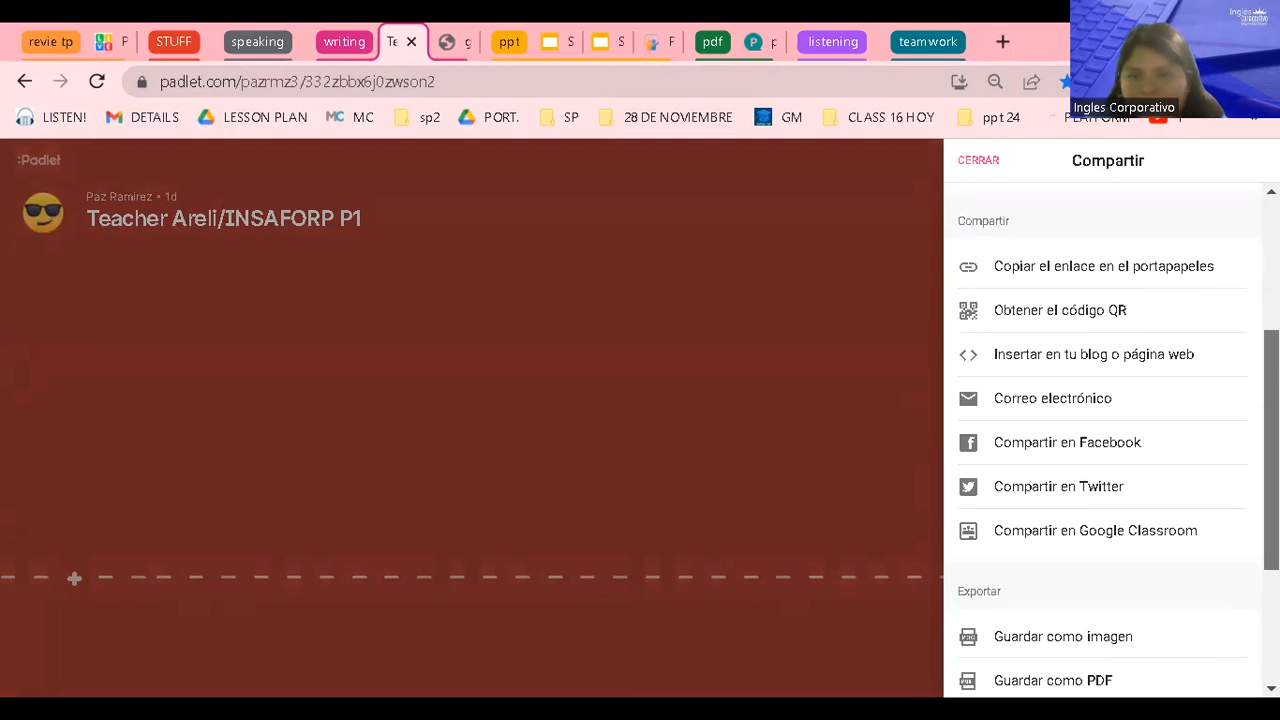 revie tp
P
STUFF
speaking
writing
Te
g
ppt
S
S
F
pdf
p
listening
teamwork
padlet.com/pazrmz3/332zbbx6j0zwson2
LISTEN!
DETAILS
LESSON PLAN
MC
MC
sp2
PORT.
SP
28 DE NOVIEMBRE
GM
CLASS 16 HOY
ppt 24
Ingles Corporativo
:Padlet
Paz Ramirez • 1d
Teacher Areli/INSAFORP P1
CERRAR
Compartir
Compartir
Copiar el enlace en el portapapeles
Obtener el código QR
Insertar en tu blog o página web
Correo electrónico
Compartir en Facebook
Compartir en Twitter
Compartir en Google Classroom
Exportar
Guardar como imagen
Guardar como PDF